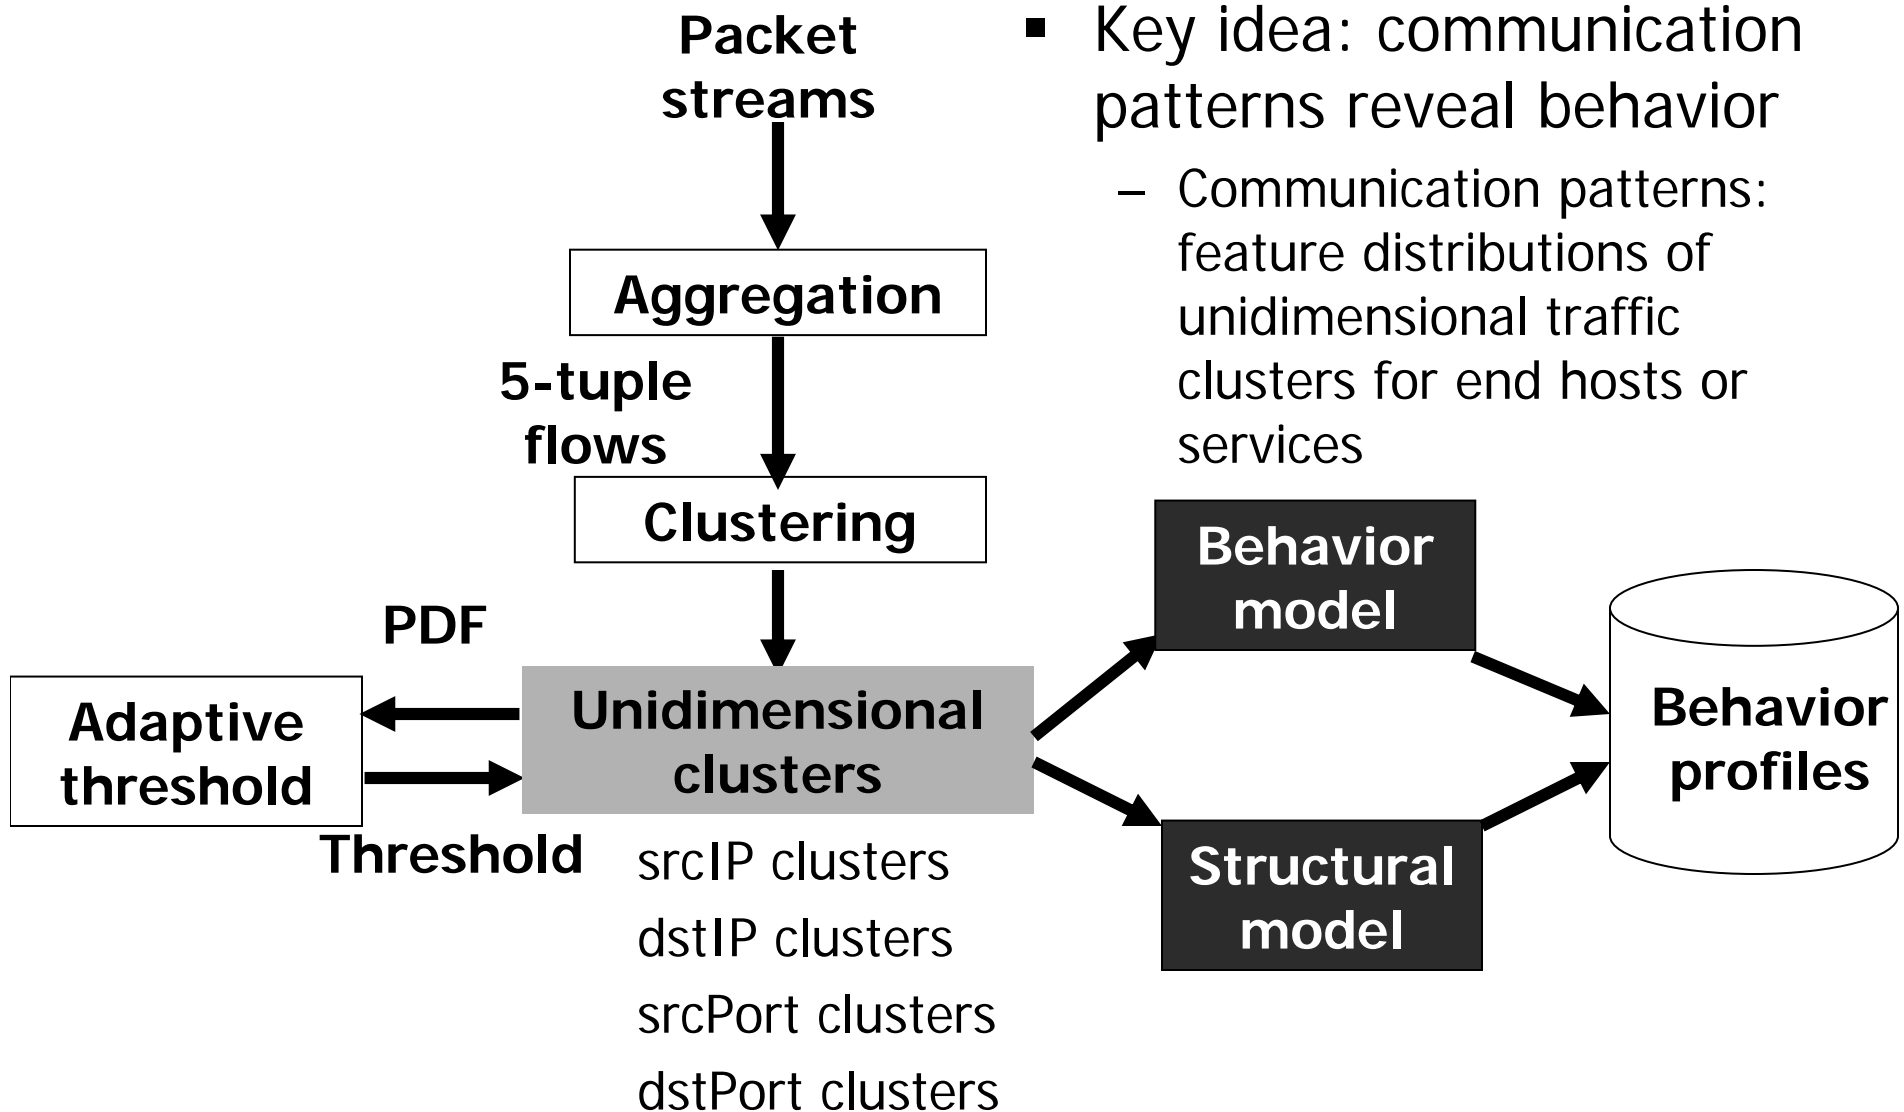 Packet
streams
▪ Key idea: communication
patterns reveal behavior
– Communication patterns:
feature distributions of
unidimensional traffic
clusters for end hosts or
services
Aggregation
5-tuple
flows
Clustering
PDF
Adaptive
threshold
Threshold
Unidimensional
clusters
srcIP clusters
dstIP clusters
srcPort clusters
dstPort clusters
Behavior
model
Structural
model
Behavior
profiles